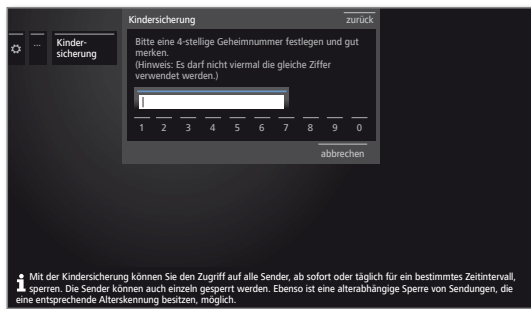 Kindersicherung zurück
... Kinder-
sicherung
Bitte eine 4-stellige Geheimnummer festlegen und gut
merken.
(Hinweis: Es darf nicht viermal die gleiche Ziffer
verwendet werden.)
1 2 3 4 5 6 7 8 9 0
abbrechen
i Mit der Kindersicherung können Sie den Zugriff auf alle Sender, ab sofort oder täglich für ein bestimmtes Zeitintervall,
sperren. Die Sender können auch einzeln gesperrt werden. Ebenso ist eine alterabhängige Sperre von Sendungen, die
eine entsprechende Alterskennung besitzen, möglich.